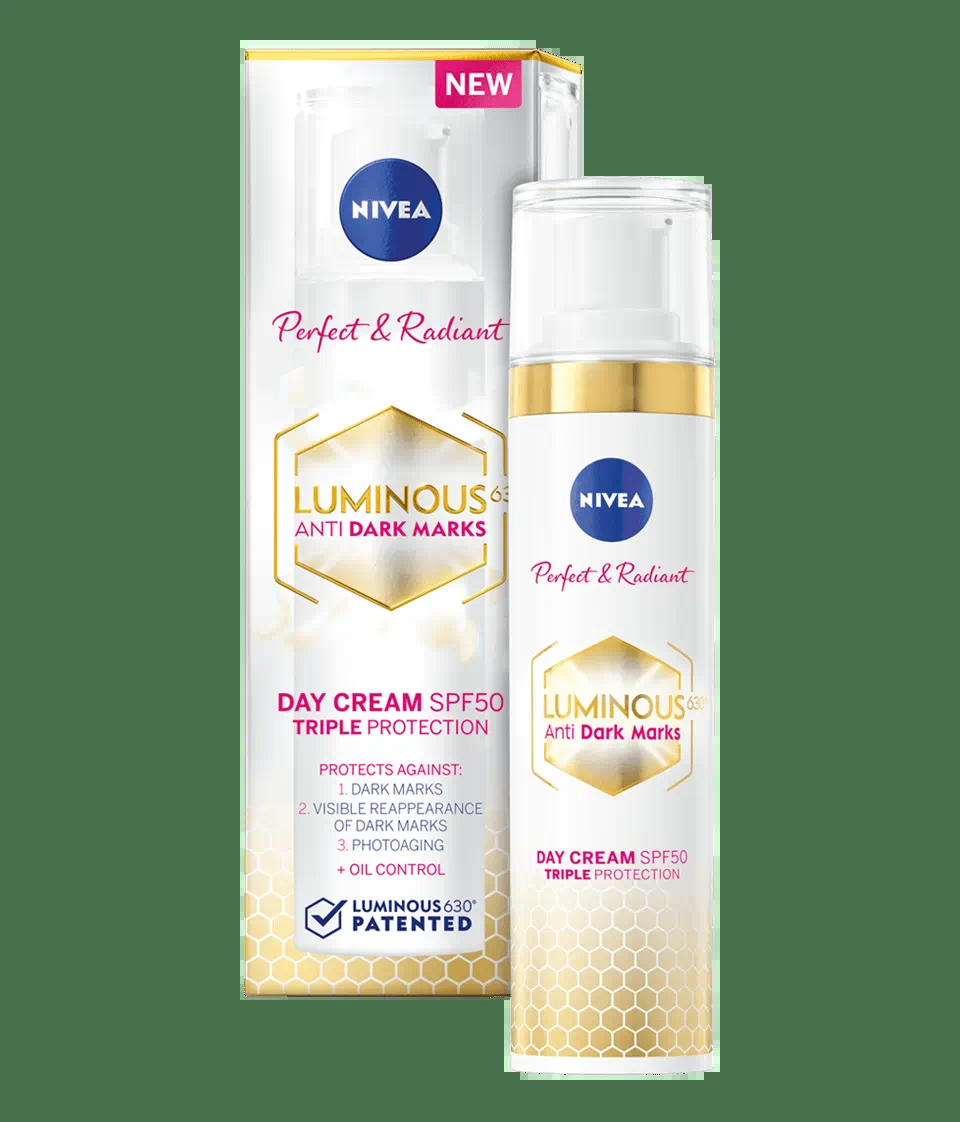 NEW
NIVEA
Perfect & Radiant
LUMINOUS
ANTI DARK MARKS
DAY CREAM SPF50
TRIPLE PROTECTION
PROTECTS AGAINST:
1. DARK MARKS
2. VISIBLE REAPPEARANCE
OF DARK MARKS
3. PHOTOAGING
+ OIL CONTROL
LUMINOUS630®
PATENTED
NIVEA
Perfect & Radiant
LUMINOUS630®
Anti Dark Marks
DAY CREAM SPF50
TRIPLE PROTECTION